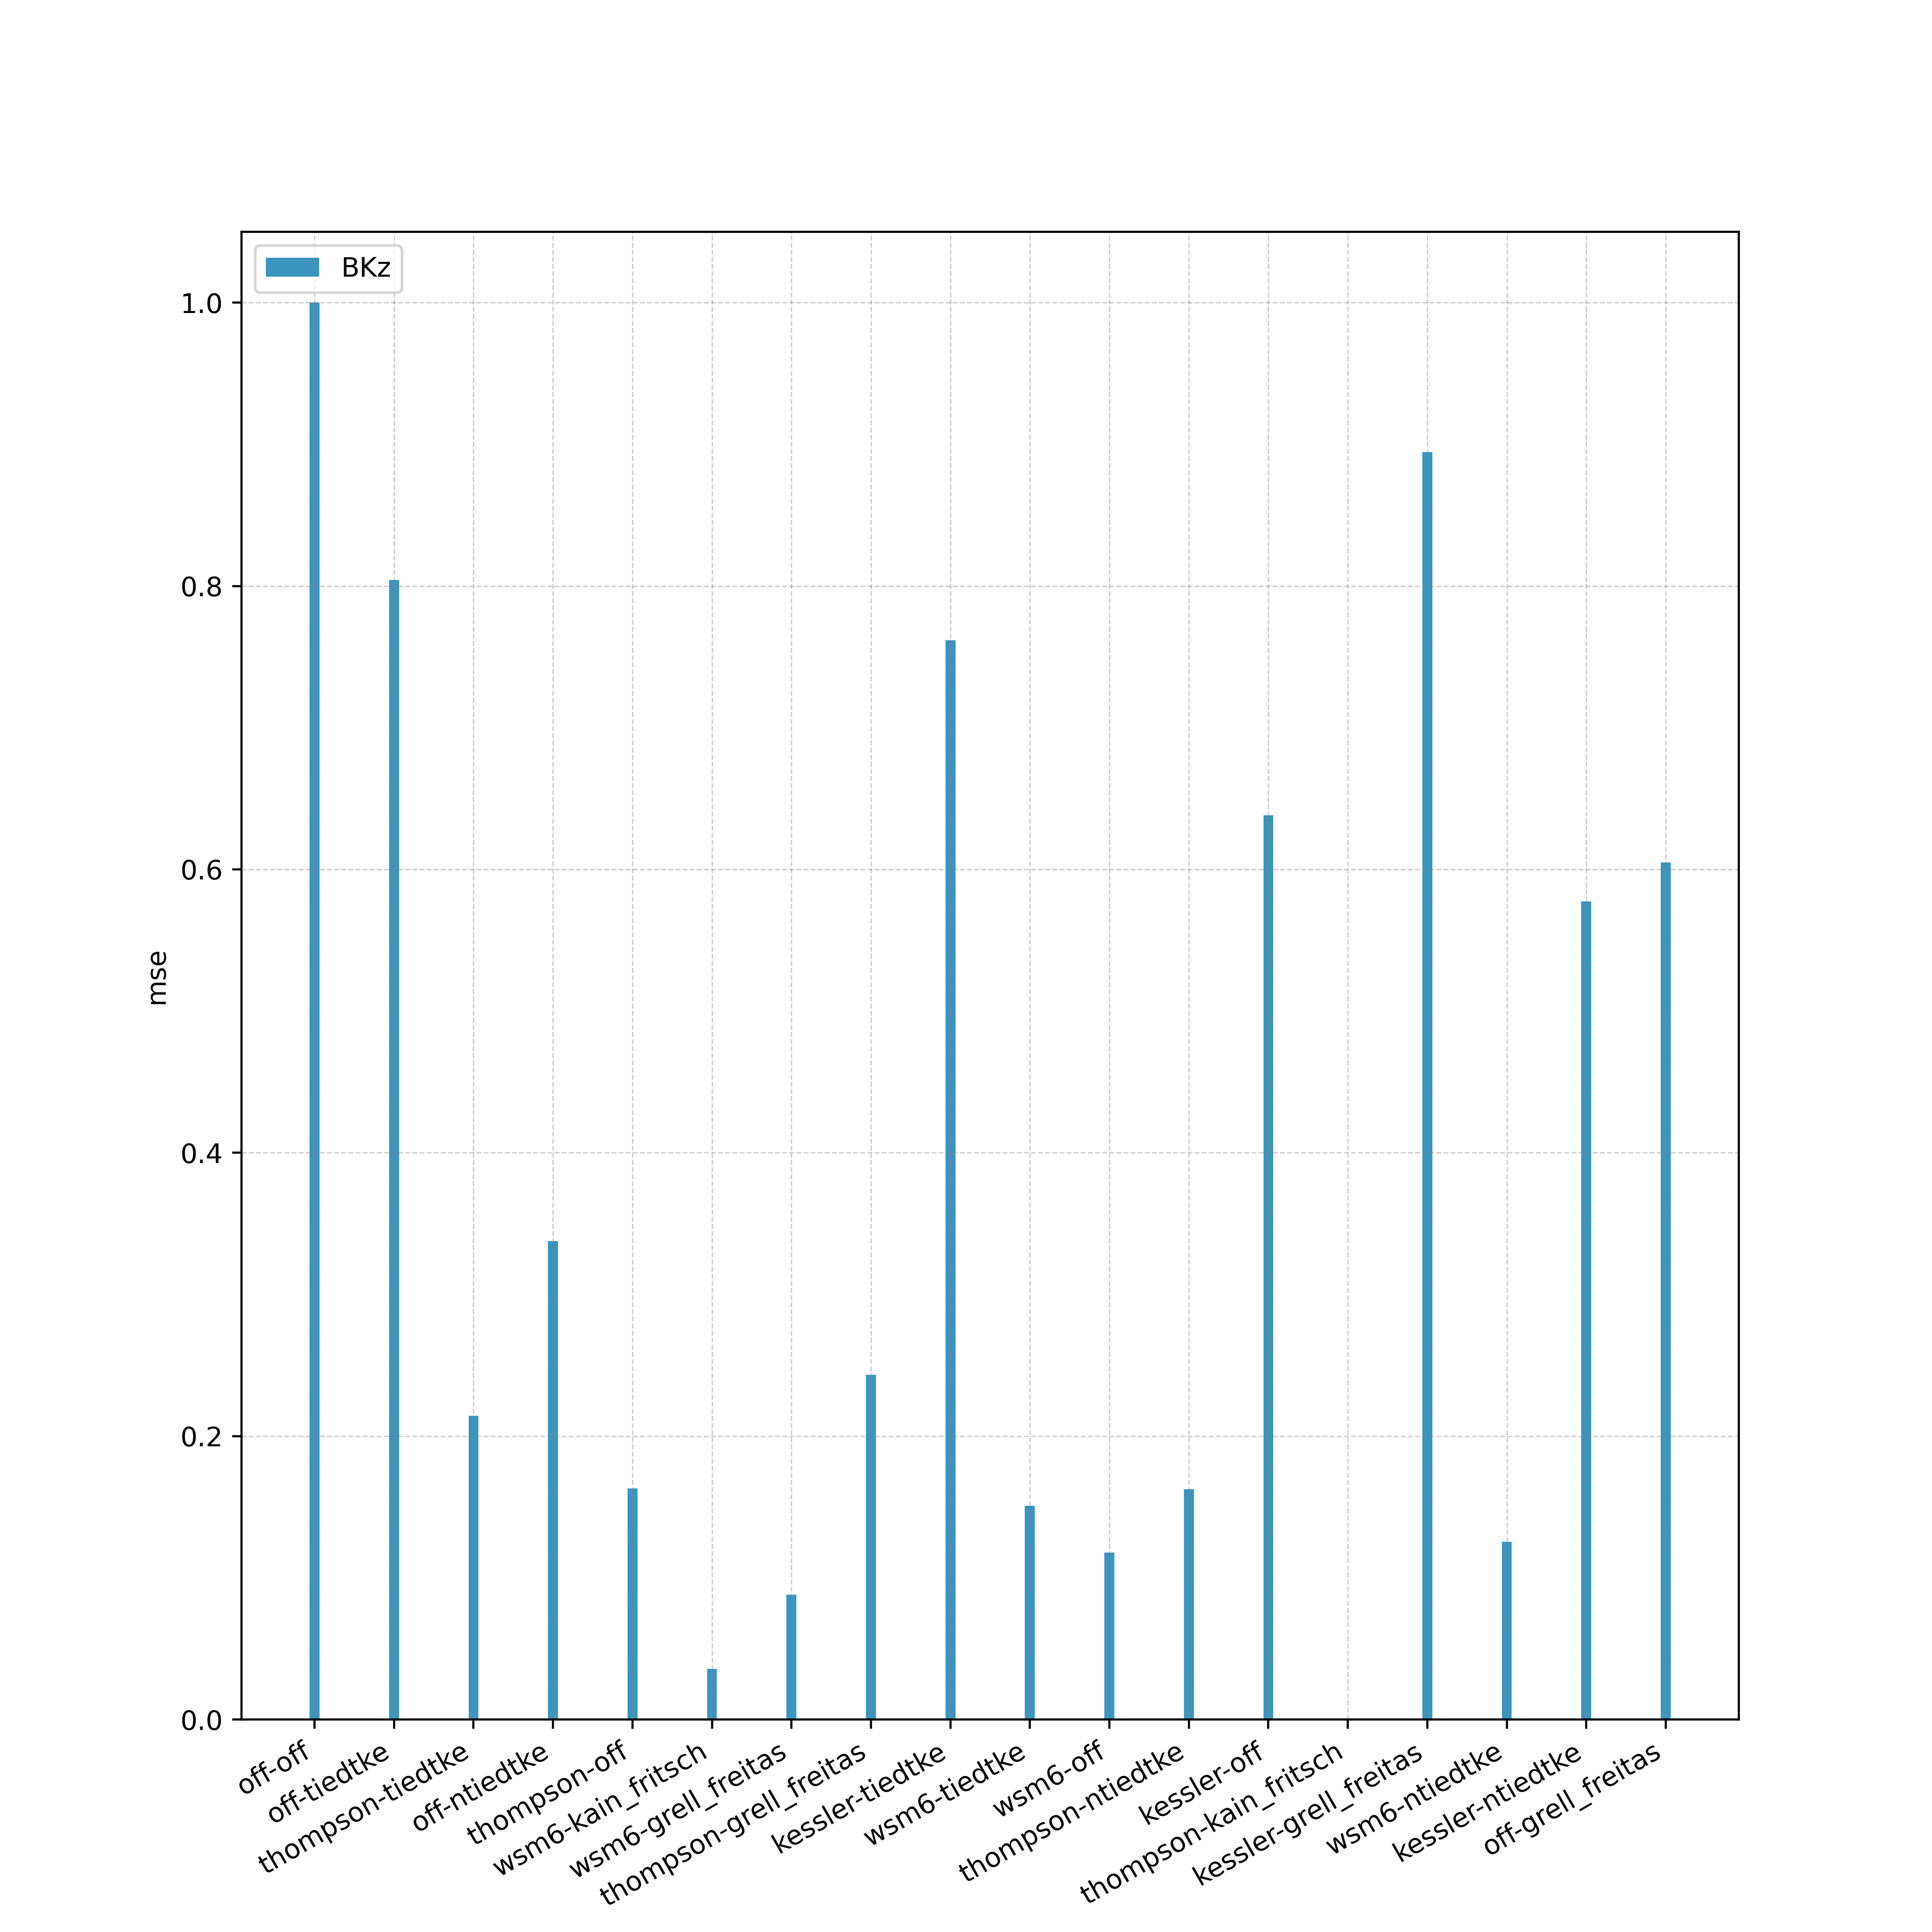 BKz
1.0
0.8
0.6
0.4
0.2
0.0
mse
off-off
off-tiedtke
thompson-tiedtke
off-ntiedtke
thompson-off
wsm6-kain_fritsch
wsm6-grell_freitas
thompson-grell_freitas
kessler-tiedtke
wsm6-tiedtke
wsm6-off
thompson-ntiedtke
kessler-off
thompson-kain_fritsch
kessler-grell_freitas
wsm6-ntiedtke
kessler-ntiedtke
off-grell_freitas